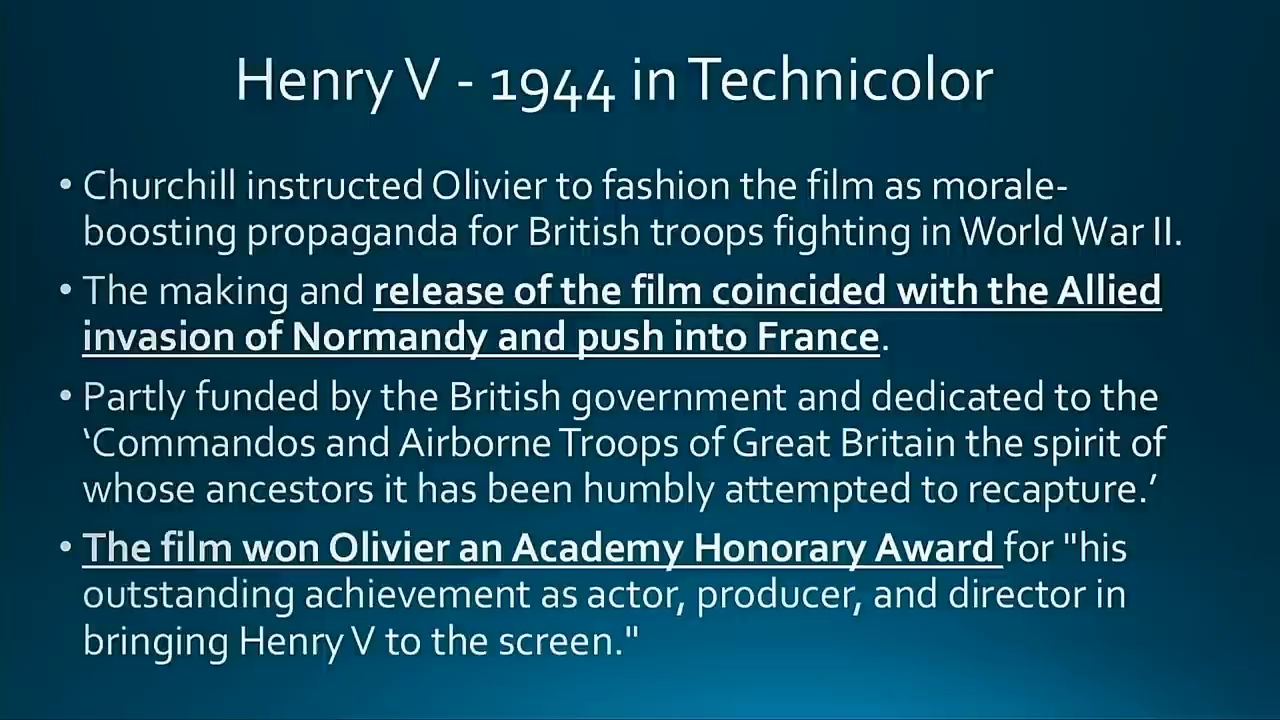 Henry V - 1944 in Technicolor
• Churchill instructed Olivier to fashion the film as morale-
boosting propaganda for British troops fighting in World War II.
• The making and release of the film coincided with the Allied
invasion of Normandy and push into France.
• Partly funded by the British government and dedicated to the
‘Commandos and Airborne Troops of Great Britain the spirit of
whose ancestors it has been humbly attempted to recapture.’
• The film won Olivier an Academy Honorary Award for "his
outstanding achievement as actor, producer, and director in
bringing Henry V to the screen."